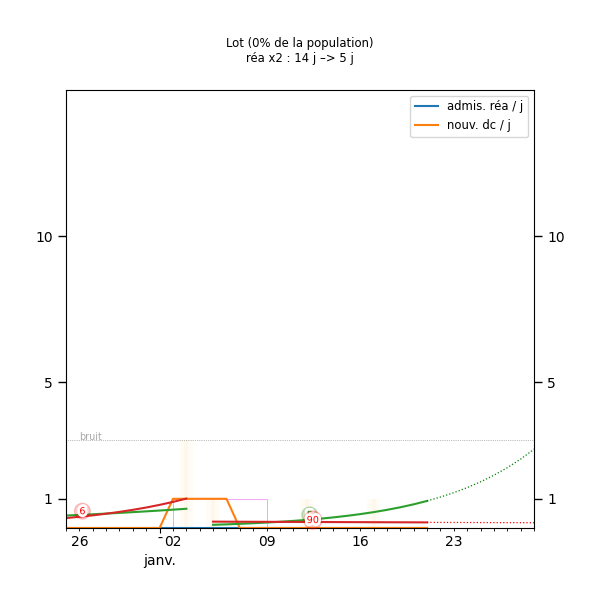 Lot (0% de la population)
réa x2 : 14 j –> 5 j
admis. réa / j
nouv. dc / j
10
10
5
5
bruit
1
1
6
90
26
02
09
16
23
janv.